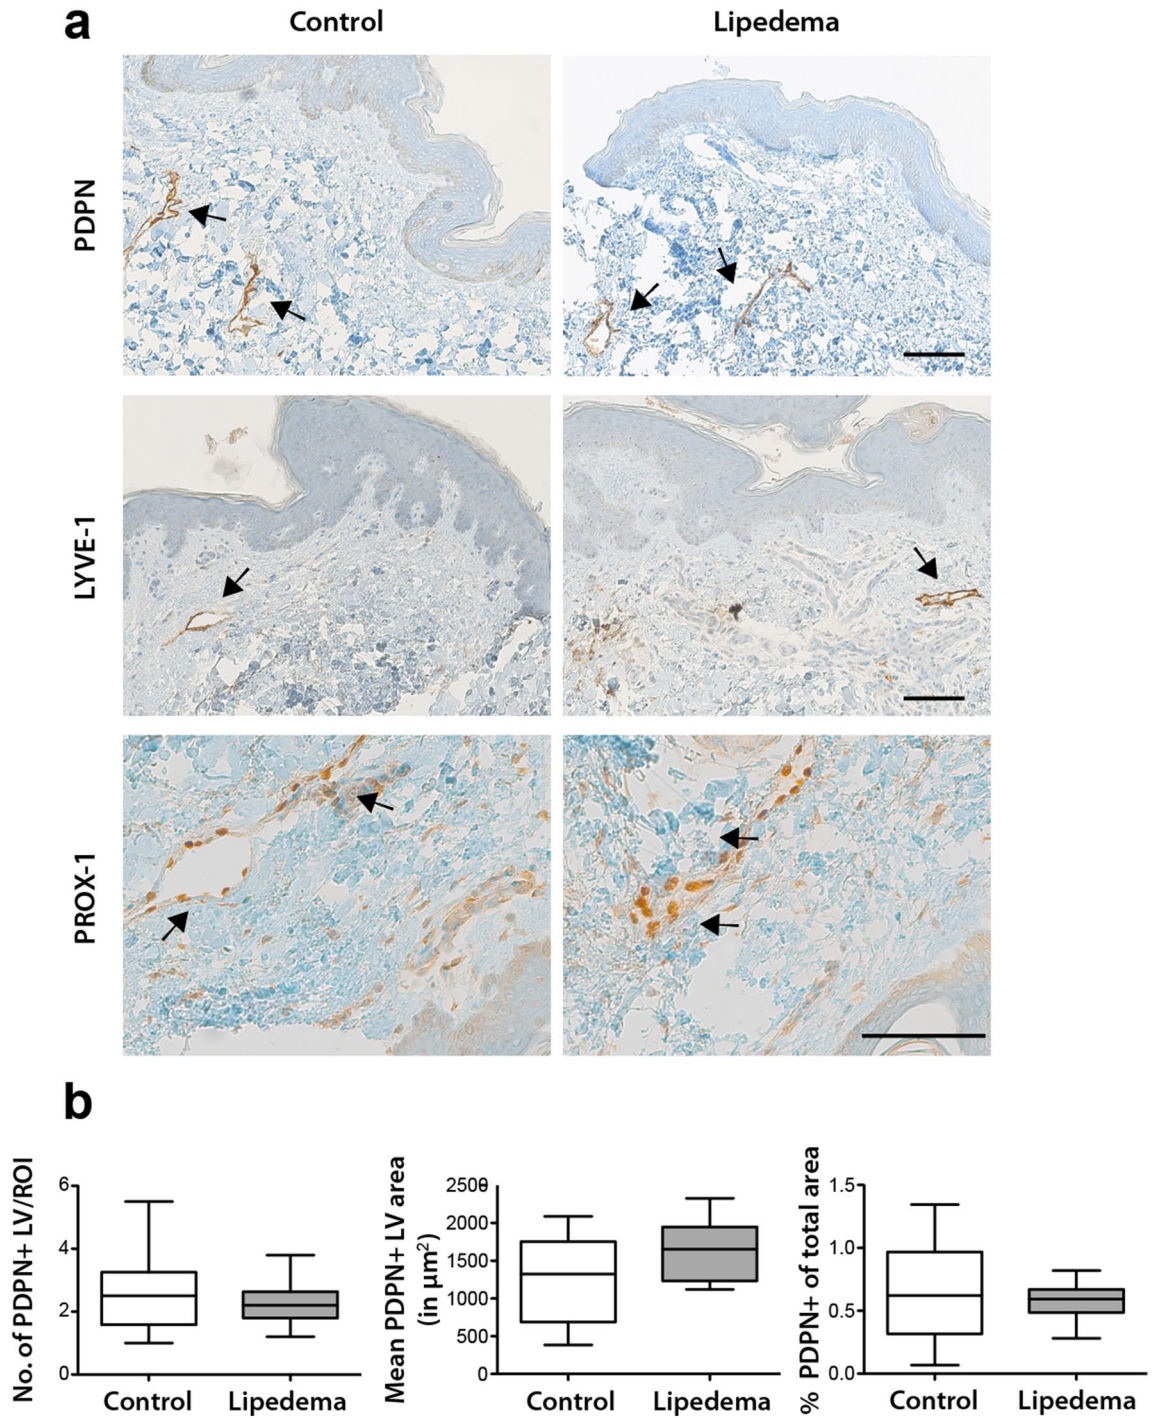 a
Control
Lipedema
PDPN
LYVE-1
PROX-1
b
No. of PDPN+ LV/ROI
6
4
2
0
Control
Lipedema
Mean PDPN+ LV area
(in µm²)
2500
2000
1500
1000
500
0
Control
Lipedema
% PDPN+ of total area
1.5
1.0
0.5
0.0
Control
Lipedema